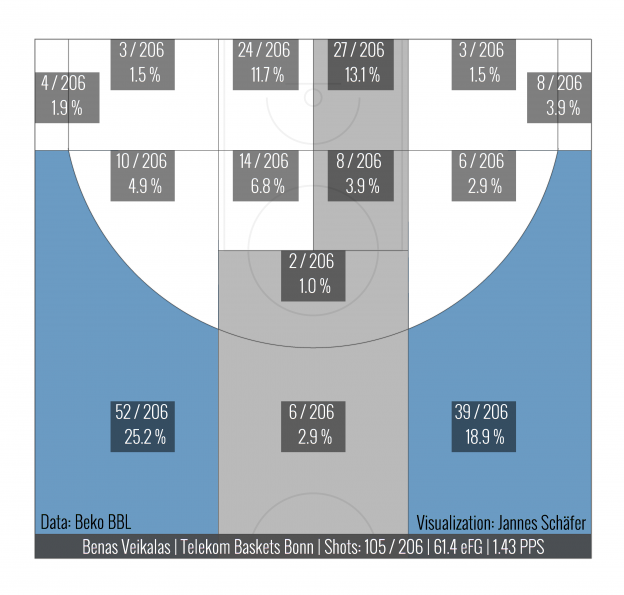 3 / 206
1.5 %
24 / 206
11.7 %
27 / 206
13.1 %
3 / 206
1.5 %
4 / 206
1.9 %
8 / 206
3.9 %
10 / 206
4.9 %
14 / 206
6.8 %
8 / 206
3.9 %
6 / 206
2.9 %
2 / 206
1.0 %
52 / 206
25.2 %
6 / 206
2.9 %
39 / 206
18.9 %
Data: Beko BBL
Visualization: Jannes Schäfer
Benas Veikalas | Telekom Baskets Bonn | Shots: 105 / 206 | 61.4 eFG | 1.43 PPS